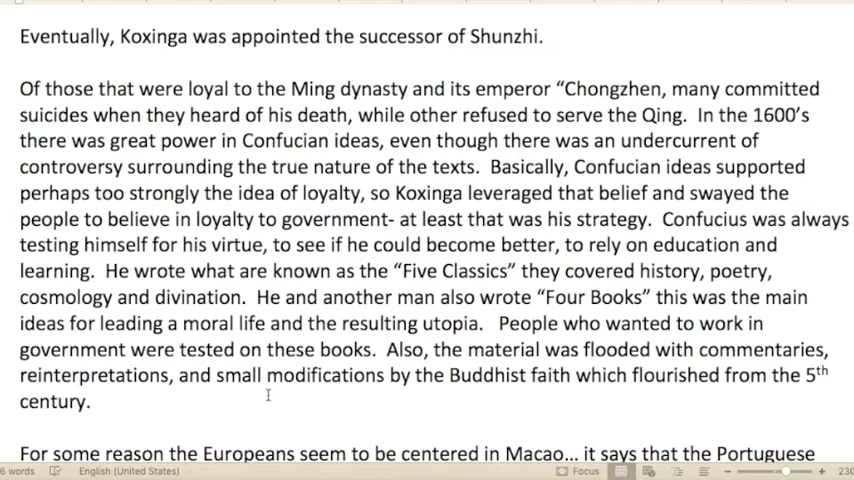 Eventually, Koxinga was appointed the successor of Shunzhi.
Of those that were loyal to the Ming dynasty and its emperor “Chongzhen, many committed
suicides when they heard of his death, while other refused to serve the Qing.  In the 1600’s
there was great power in Confucian ideas, even though there was an undercurrent of
controversy surrounding the true nature of the texts.  Basically, Confucian ideas supported
perhaps too strongly the idea of loyalty, so Koxinga leveraged that belief and swayed the
people to believe in loyalty to government- at least that was his strategy.  Confucius was always
testing himself for his virtue, to see if he could become better, to rely on education and
learning.  He wrote what are known as the “Five Classics” they covered history, poetry,
cosmology and divination.  He and another man also wrote “Four Books” this was the main
ideas for leading a moral life and the resulting utopia.   People who wanted to work in
government were tested on these books.  Also, the material was flooded with commentaries,
reinterpretations, and small modifications by the Buddhist faith which flourished from the 5th
century.
For some reason the Europeans seem to be centered in Macao… it says that the Portuguese
6 words English (United States) Focus 230